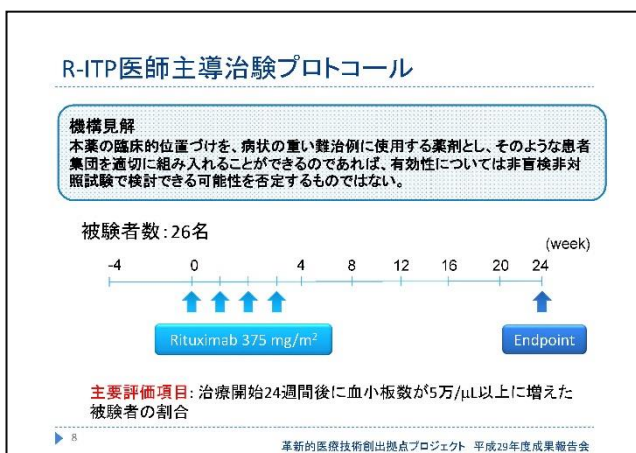 R-ITP医師主導治験プロトコール
機構見解
本薬の臨床的位置づけを、病状の重い難治例に使用する薬剤とし、そのような患者
集団を適切に組み入れることができるのであれば、有効性については非盲検非対
照試験で検討できる可能性を否定するものではない。
被験者数：26名
(week)
-4 0 4 8 12 16 20 24
Rituximab 375 mg/m²
Endpoint
主要評価項目: 治療開始24週間後に血小板数が5万/μL以上に増えた
被験者の割合
8
革新的医療技術創出拠点プロジェクト 平成29年度成果報告会